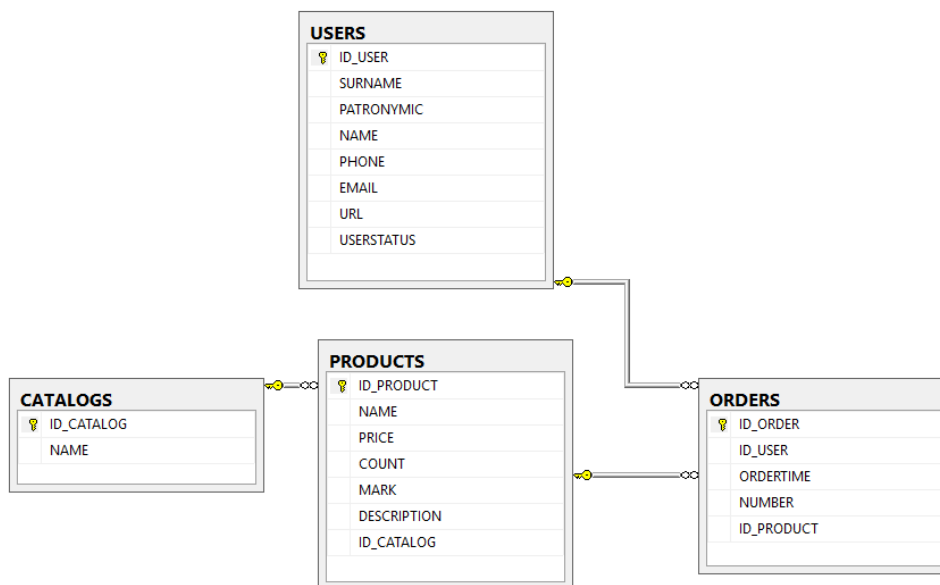 USERS
ID_USER
SURNAME
PATRONYMIC
NAME
PHONE
EMAIL
URL
USERSTATUS
CATALOGS
ID_CATALOG
NAME
PRODUCTS
ID_PRODUCT
NAME
PRICE
COUNT
MARK
DESCRIPTION
ID_CATALOG
ORDERS
ID_ORDER
ID_USER
ORDERTIME
NUMBER
ID_PRODUCT